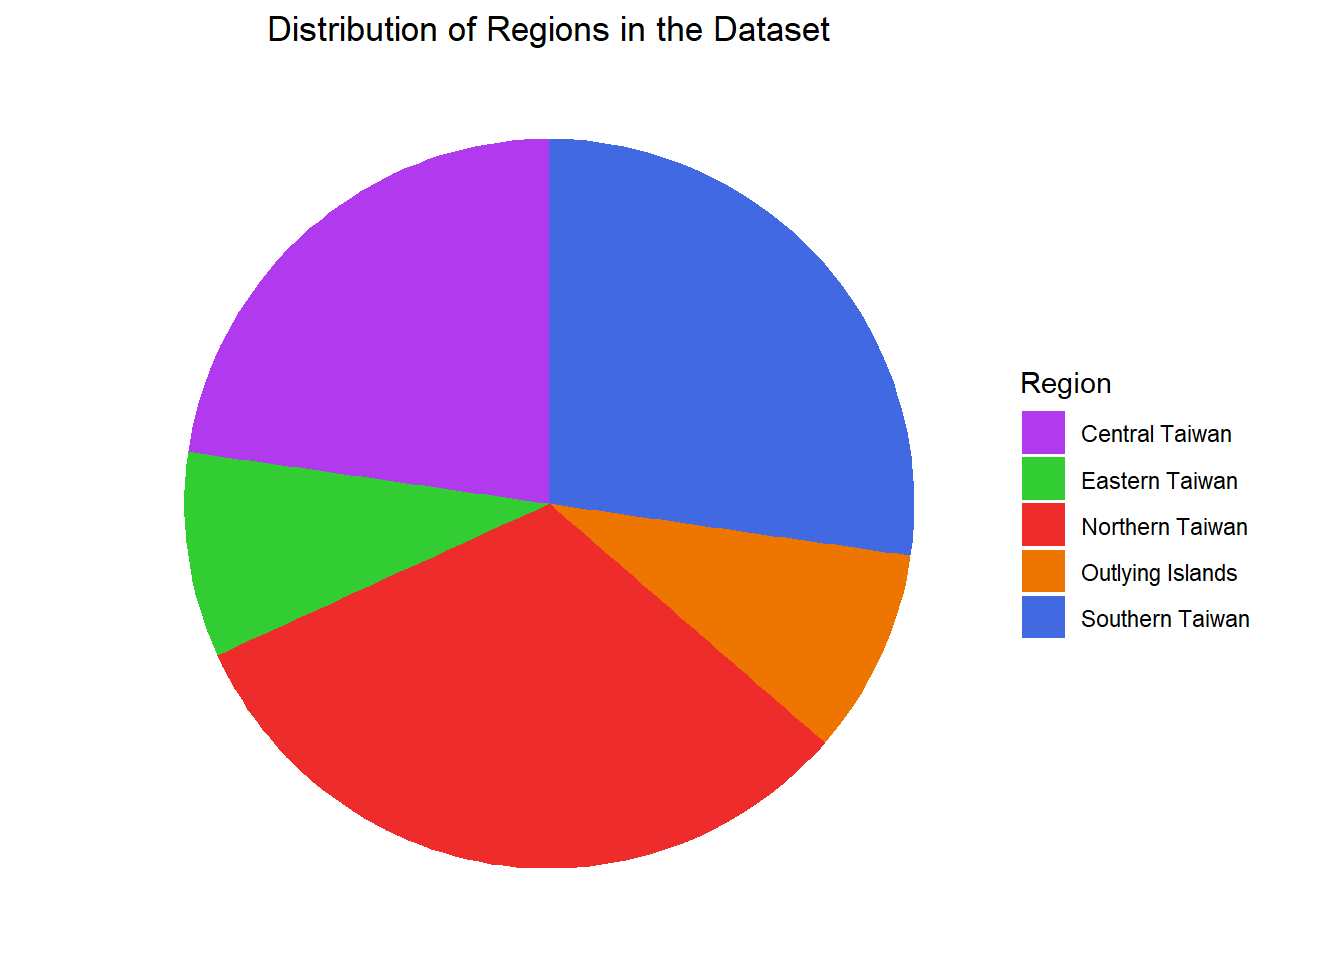 Distribution of Regions in the Dataset
Region
Central Taiwan
Eastern Taiwan
Northern Taiwan
Outlying Islands
Southern Taiwan